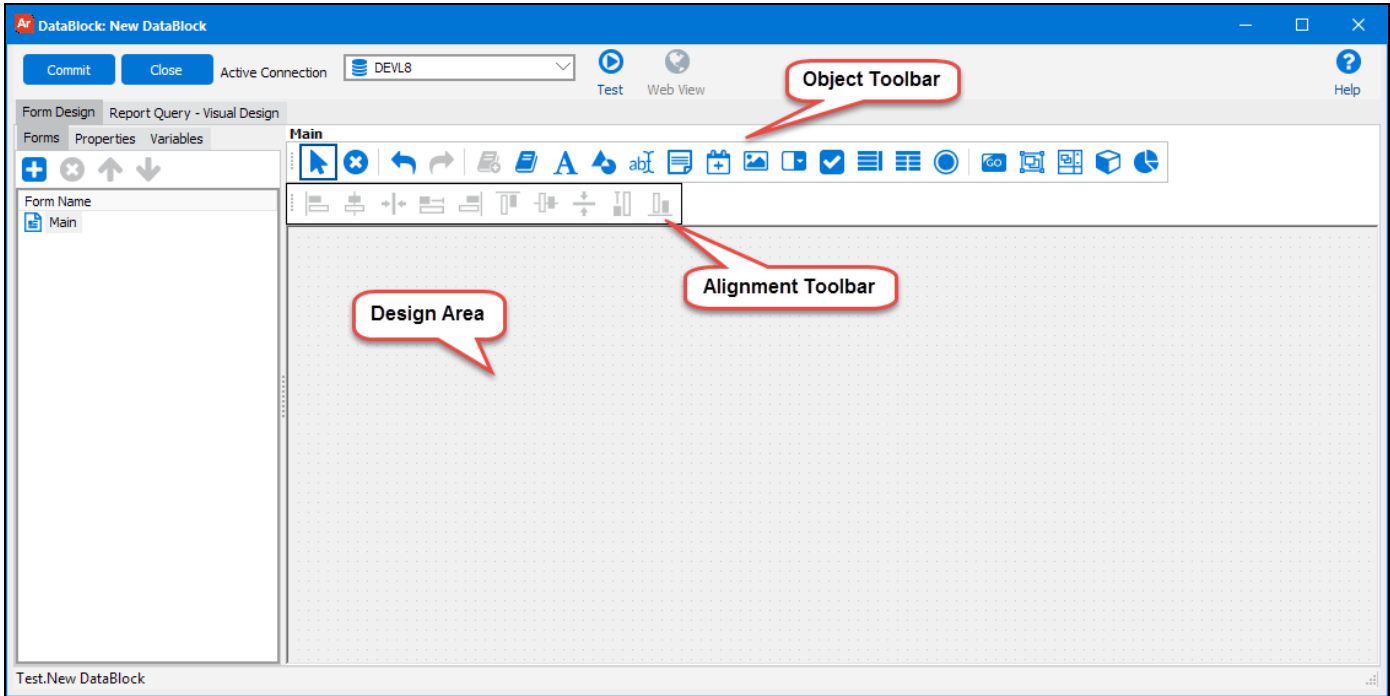 Ar DataBlock: New DataBlock
Commit Close Active Connection DEVL8 Test Web View Help
Object Toolbar
Form Design Report Query - Visual Design
Forms Properties Variables
Main
A abI GO
Form Name
Main
Alignment Toolbar
Design Area
Test.New DataBlock